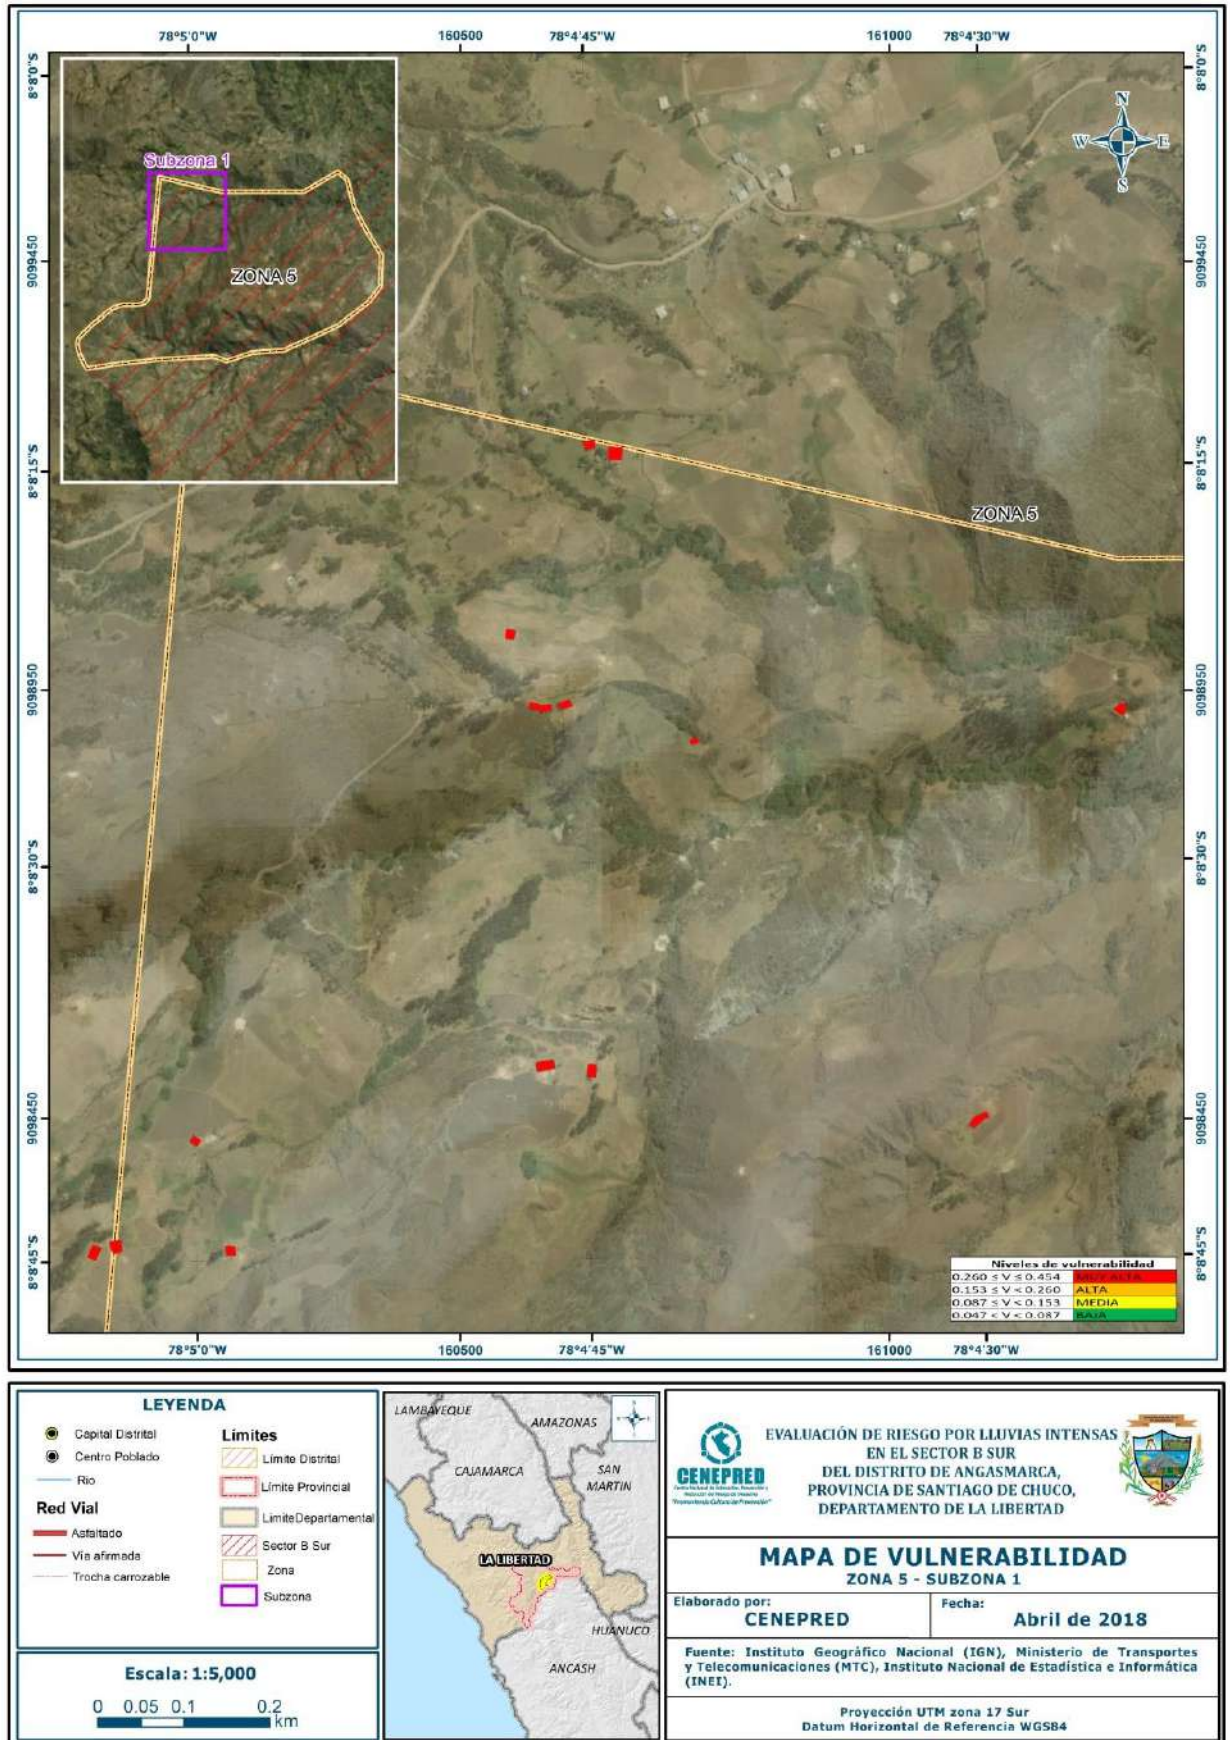 78°5'0"W 160500 78°4'45"W 161000 78°4'30"W
8°8'0"S
8°8'0"S
N
W E
S
Subzona 1
ZONA 5
9099450
9099450
8°8'15"S
8°8'15"S
ZONA 5
9098950
9098950
8°8'30"S
8°8'30"S
9098450
9098450
8°8'45"S
8°8'45"S
Niveles de vulnerabilidad
0.260 ≤ V ≤ 0.454 MUY ALTA
0.153 ≤ V < 0.260 ALTA
0.087 ≤ V < 0.153 MEDIA
0.047 < V < 0.087 BAJA
78°5'0"W 160500 78°4'45"W 161000 78°4'30"W
LEYENDA
Capital Distrital
Centro Poblado
Rio
Red Vial
Asfaltado
Vía afirmada
Trocha carrozable
Límites
Límite Distrital
Límite Provincial
LimiteDepartamental
Sector B Sur
Zona
Subzona
Escala: 1:5,000
0 0.05 0.1 0.2
km
LAMBAYEQUE
AMAZONAS
CAJAMARCA
SAN
MARTIN
LA LIBERTAD
HUANUCO
ANCASH
CENEPRED
EVALUACIÓN DE RIESGO POR LLUVIAS INTENSAS
EN EL SECTOR B SUR
DEL DISTRITO DE ANGASMARCA,
PROVINCIA DE SANTIAGO DE CHUCO,
DEPARTAMENTO DE LA LIBERTAD
MAPA DE VULNERABILIDAD
ZONA 5 - SUBZONA 1
Elaborado por:
CENEPRED
Fecha:
Abril de 2018
Fuente: Instituto Geográfico Nacional (IGN), Ministerio de Transportes
y Telecomunicaciones (MTC), Instituto Nacional de Estadística e Informática
(INEI).
Proyección UTM zona 17 Sur
Datum Horizontal de Referencia WGS84